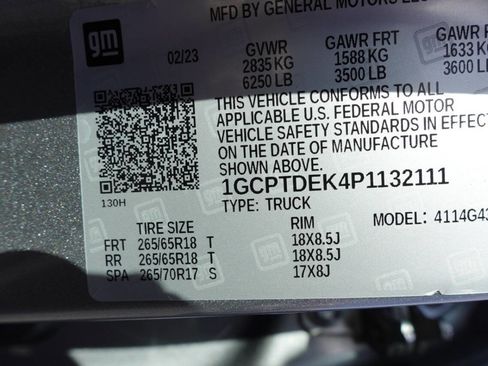 MFD BY GENERAL MOTORS LLC
gm
02/23
GVWR GAWR FRT GAWR RR
2835 KG 1588 KG 1633 KG
6250 LB 3500 LB 3600 LB
THIS VEHICLE CONFORMS TO ALL
APPLICABLE U.S. FEDERAL MOTOR
VEHICLE SAFETY STANDARDS IN EFFECT
ON THE DATE OF MANUFACTURE
SHOWN ABOVE.
1GCPTDEK4P1132111
130H
TYPE: TRUCK
MODEL: 4114G43
TIRE SIZE RIM
FRT 265/65R18 T 18X8.5J
RR 265/65R18 T 18X8.5J
SPA 265/70R17 S 17X8J